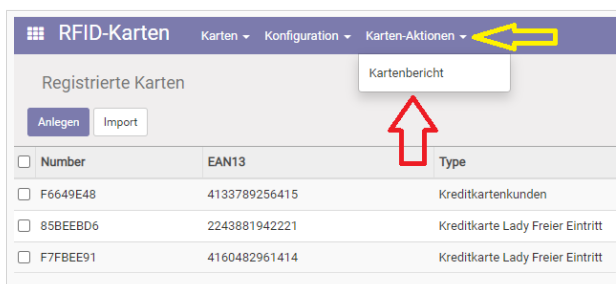 RFID-Karten Karten Konfiguration Karten-Aktionen
Kartenbericht
Registrierte Karten
Anlegen Import
Number EAN13 Type
F6649E48 4133789256415 Kreditkartenkunden
85BEEBD6 2243881942221 Kreditkarte Lady Freier Eintritt
F7FBEE91 4160482961414 Kreditkarte Lady Freier Eintritt